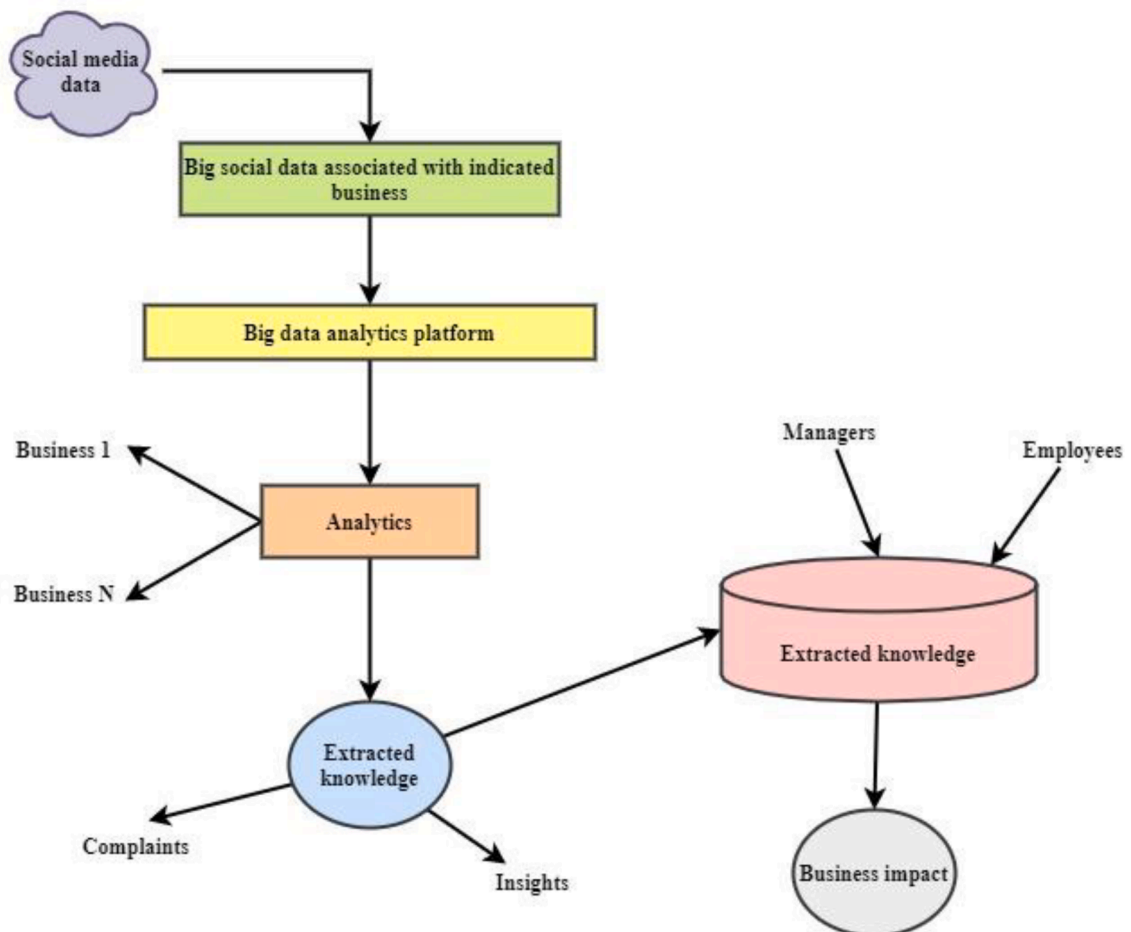 Social media
data
Big social data associated with indicated
business
Big data analytics platform
Business 1
Managers
Employees
Analytics
Business N
Extracted knowledge
Extracted
knowledge
Complaints
Insights
Business impact